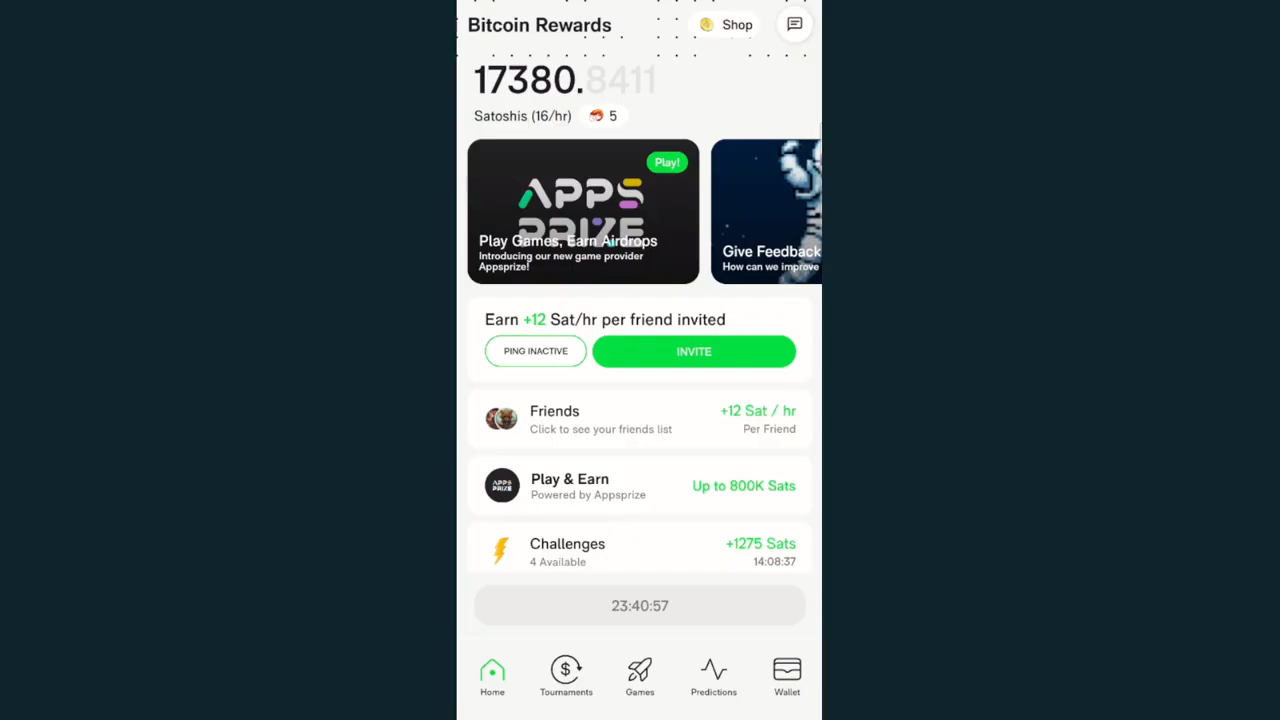 Bitcoin Rewards
Shop
17380.8411
Satoshis (16/hr)
5
Play!
APPS
PRIZE
Play Games, Earn Airdrops
Introducing our new game provider
Appsprize!
Give Feedback
How can we improve
Earn +12 Sat/hr per friend invited
PING INACTIVE
INVITE
Friends
+12 Sat / hr
Click to see your friends list
Per Friend
APPS
PRIZE
Play & Earn
Powered by Appsprize
Up to 800K Sats
Challenges
+1275 Sats
4 Available
14:08:37
23:40:57
Home
Tournaments
Games
Predictions
Wallet